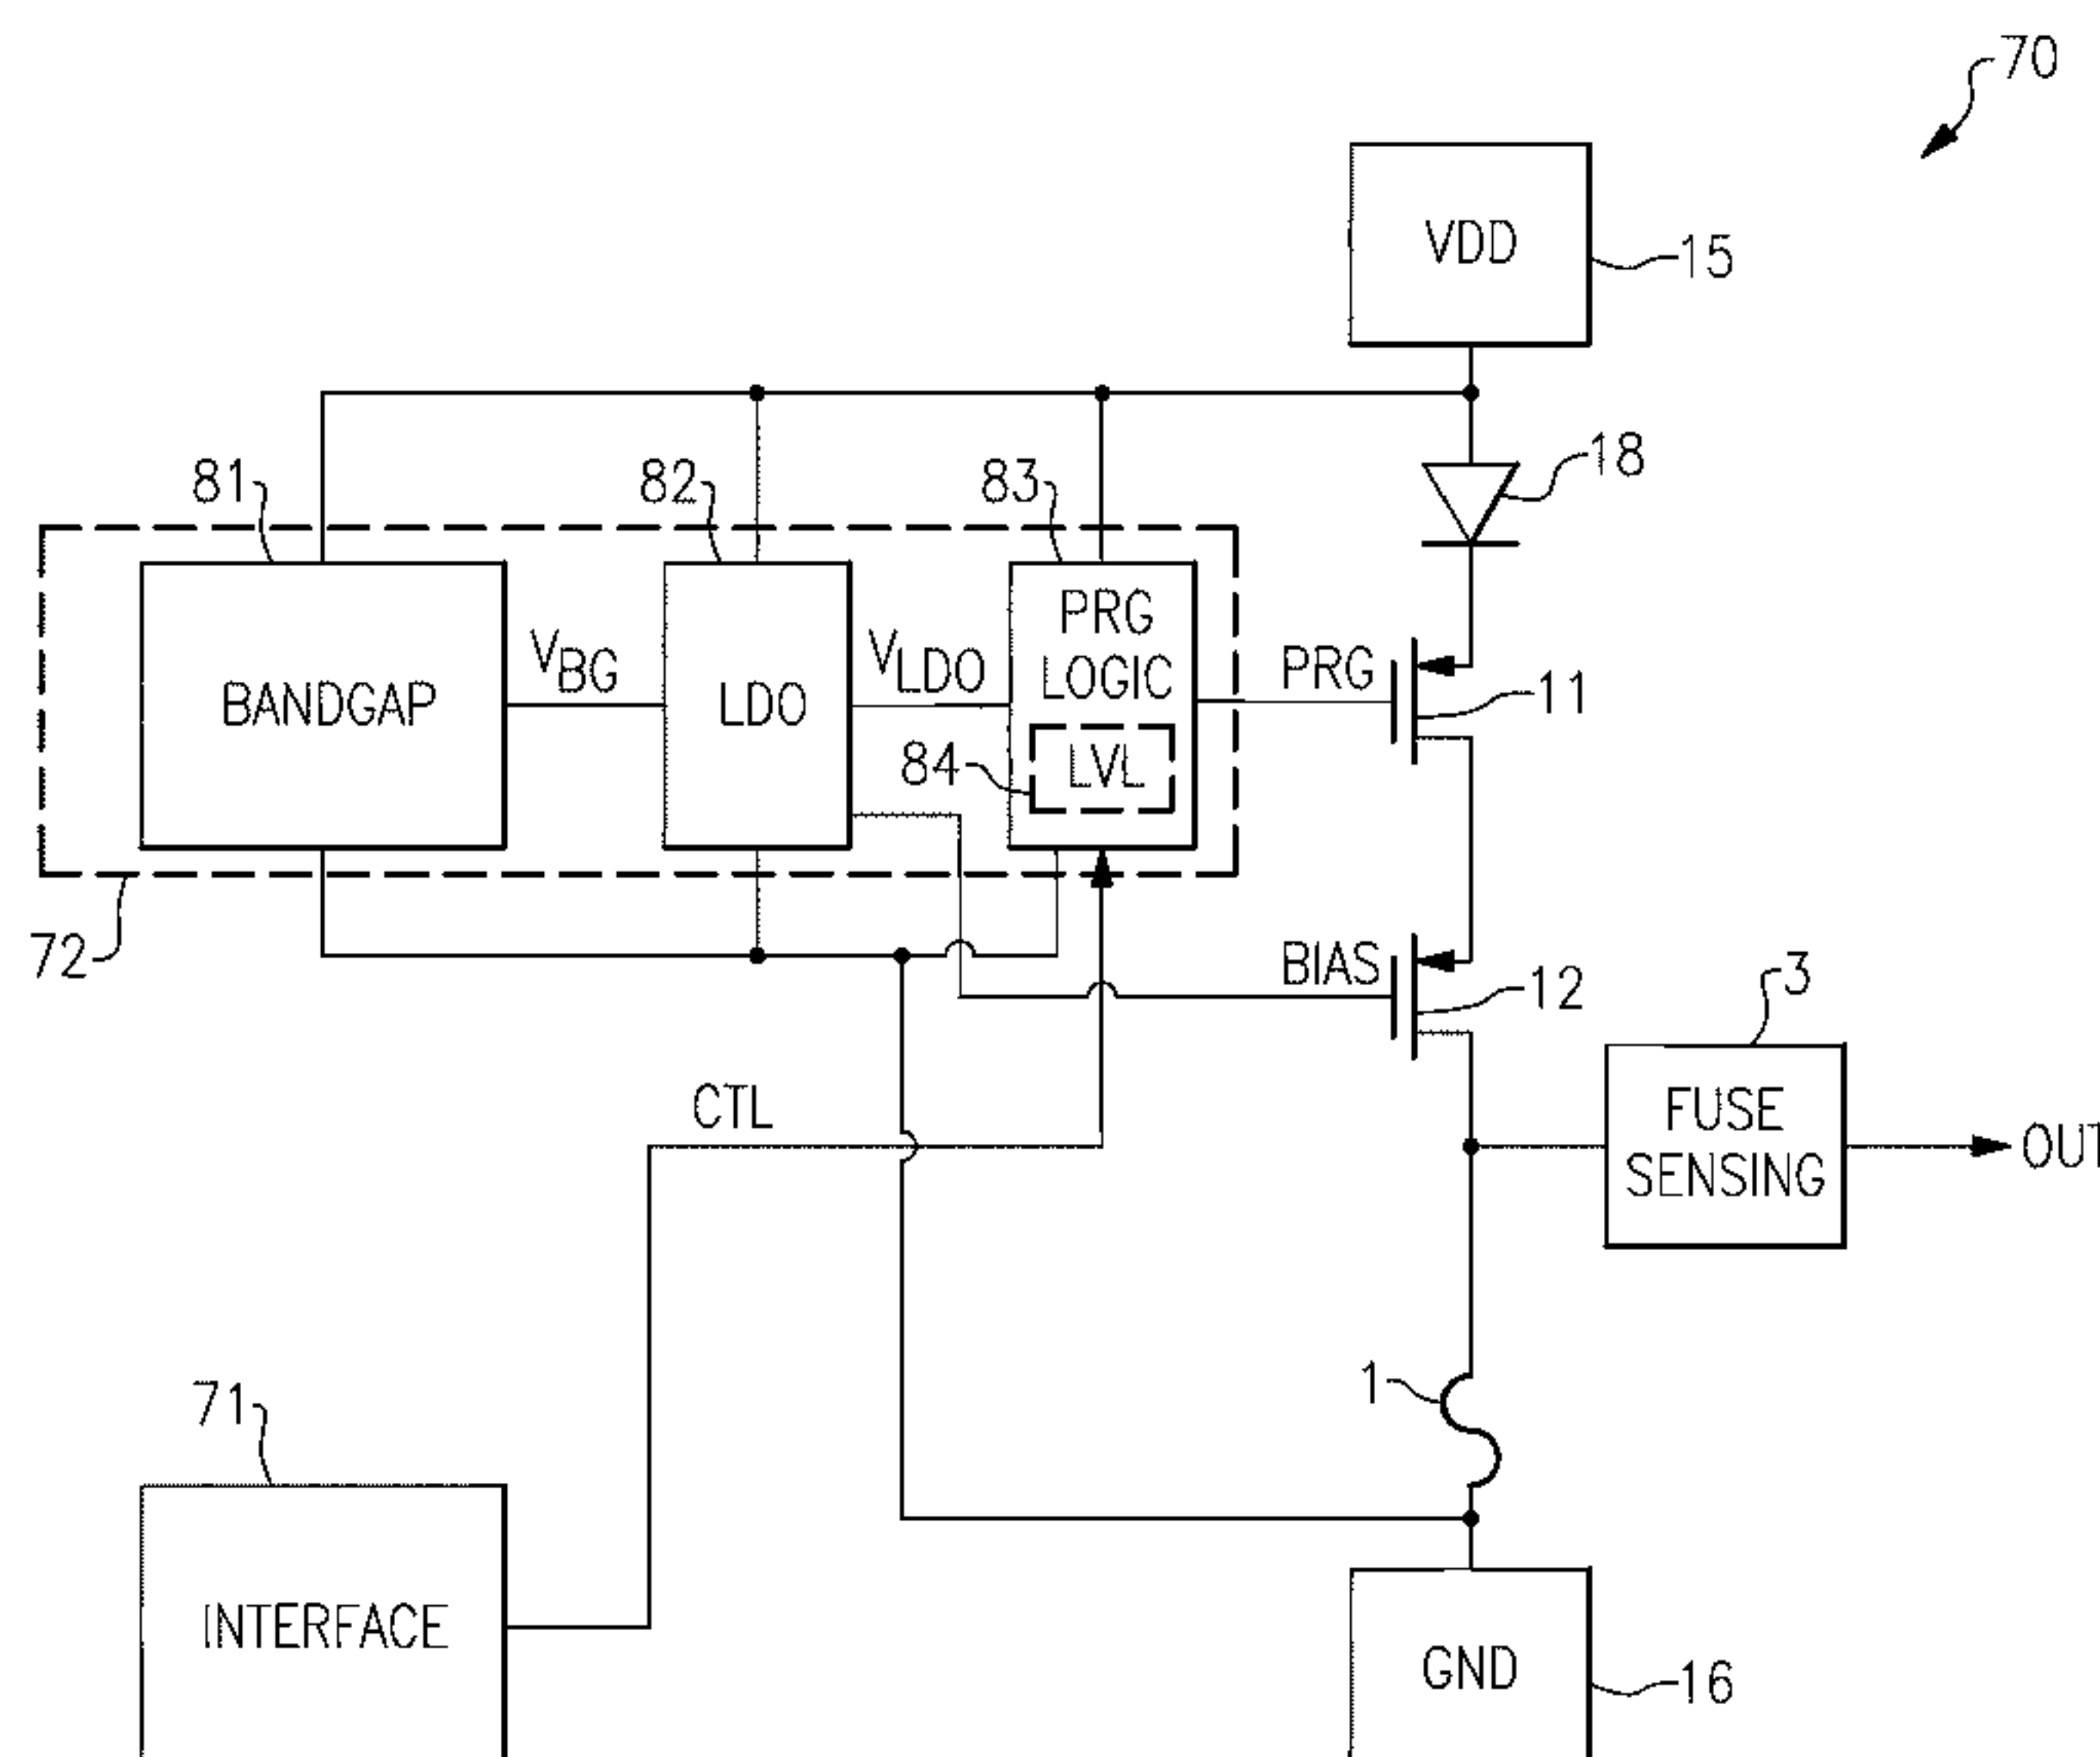 70
VDD
15
18
81
82
83
BANDGAP
VBG
LDO
VLDO
PRG
LOGIC
84
LVL
PRG
11
72
BIAS
12
3
FUSE
SENSING
CTL
OUT
1
71
INTERFACE
GND
16